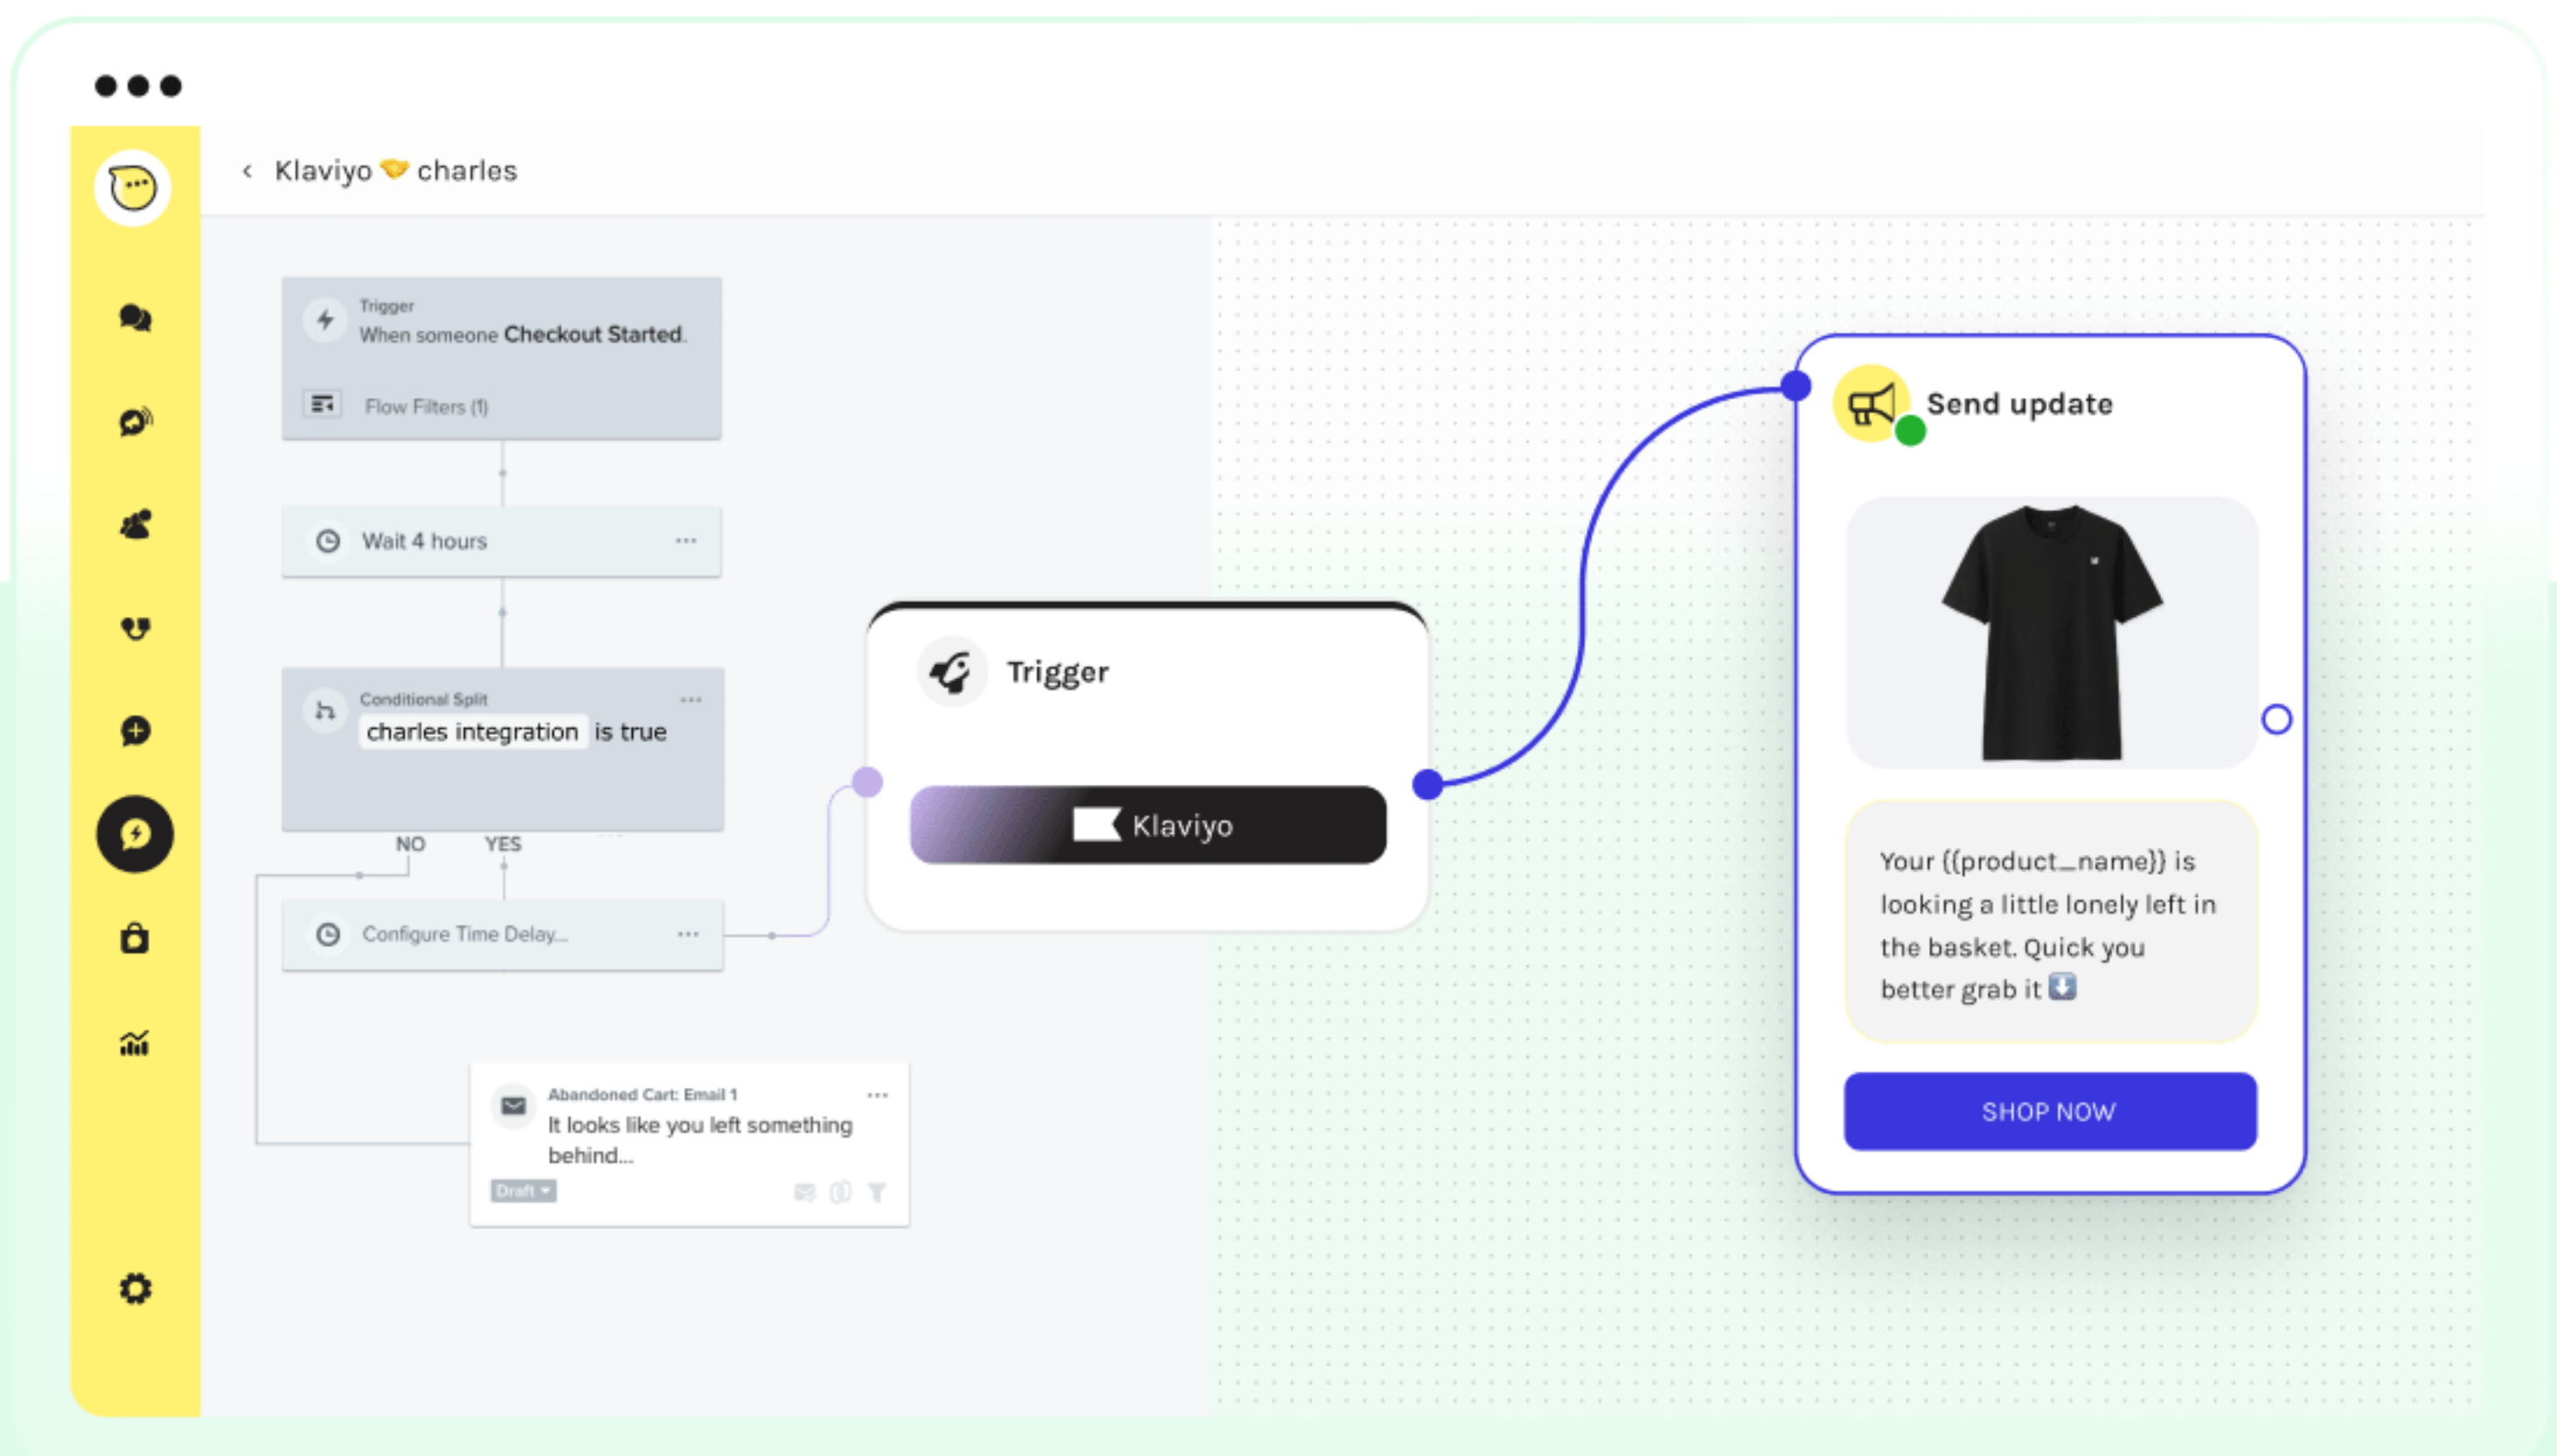 Klaviyo 🤝 charles
Trigger
When someone Checkout Started.
Flow Filters (1)
Wait 4 hours
Conditional Split
charles integration is true
NO YES
Configure Time Delay...
Abandoned Cart: Email 1
It looks like you left something
behind...
Draft
Trigger
Klaviyo
Send update
Your {{product_name}} is
looking a little lonely left in
the basket. Quick you
better grab it ⬇️
SHOP NOW